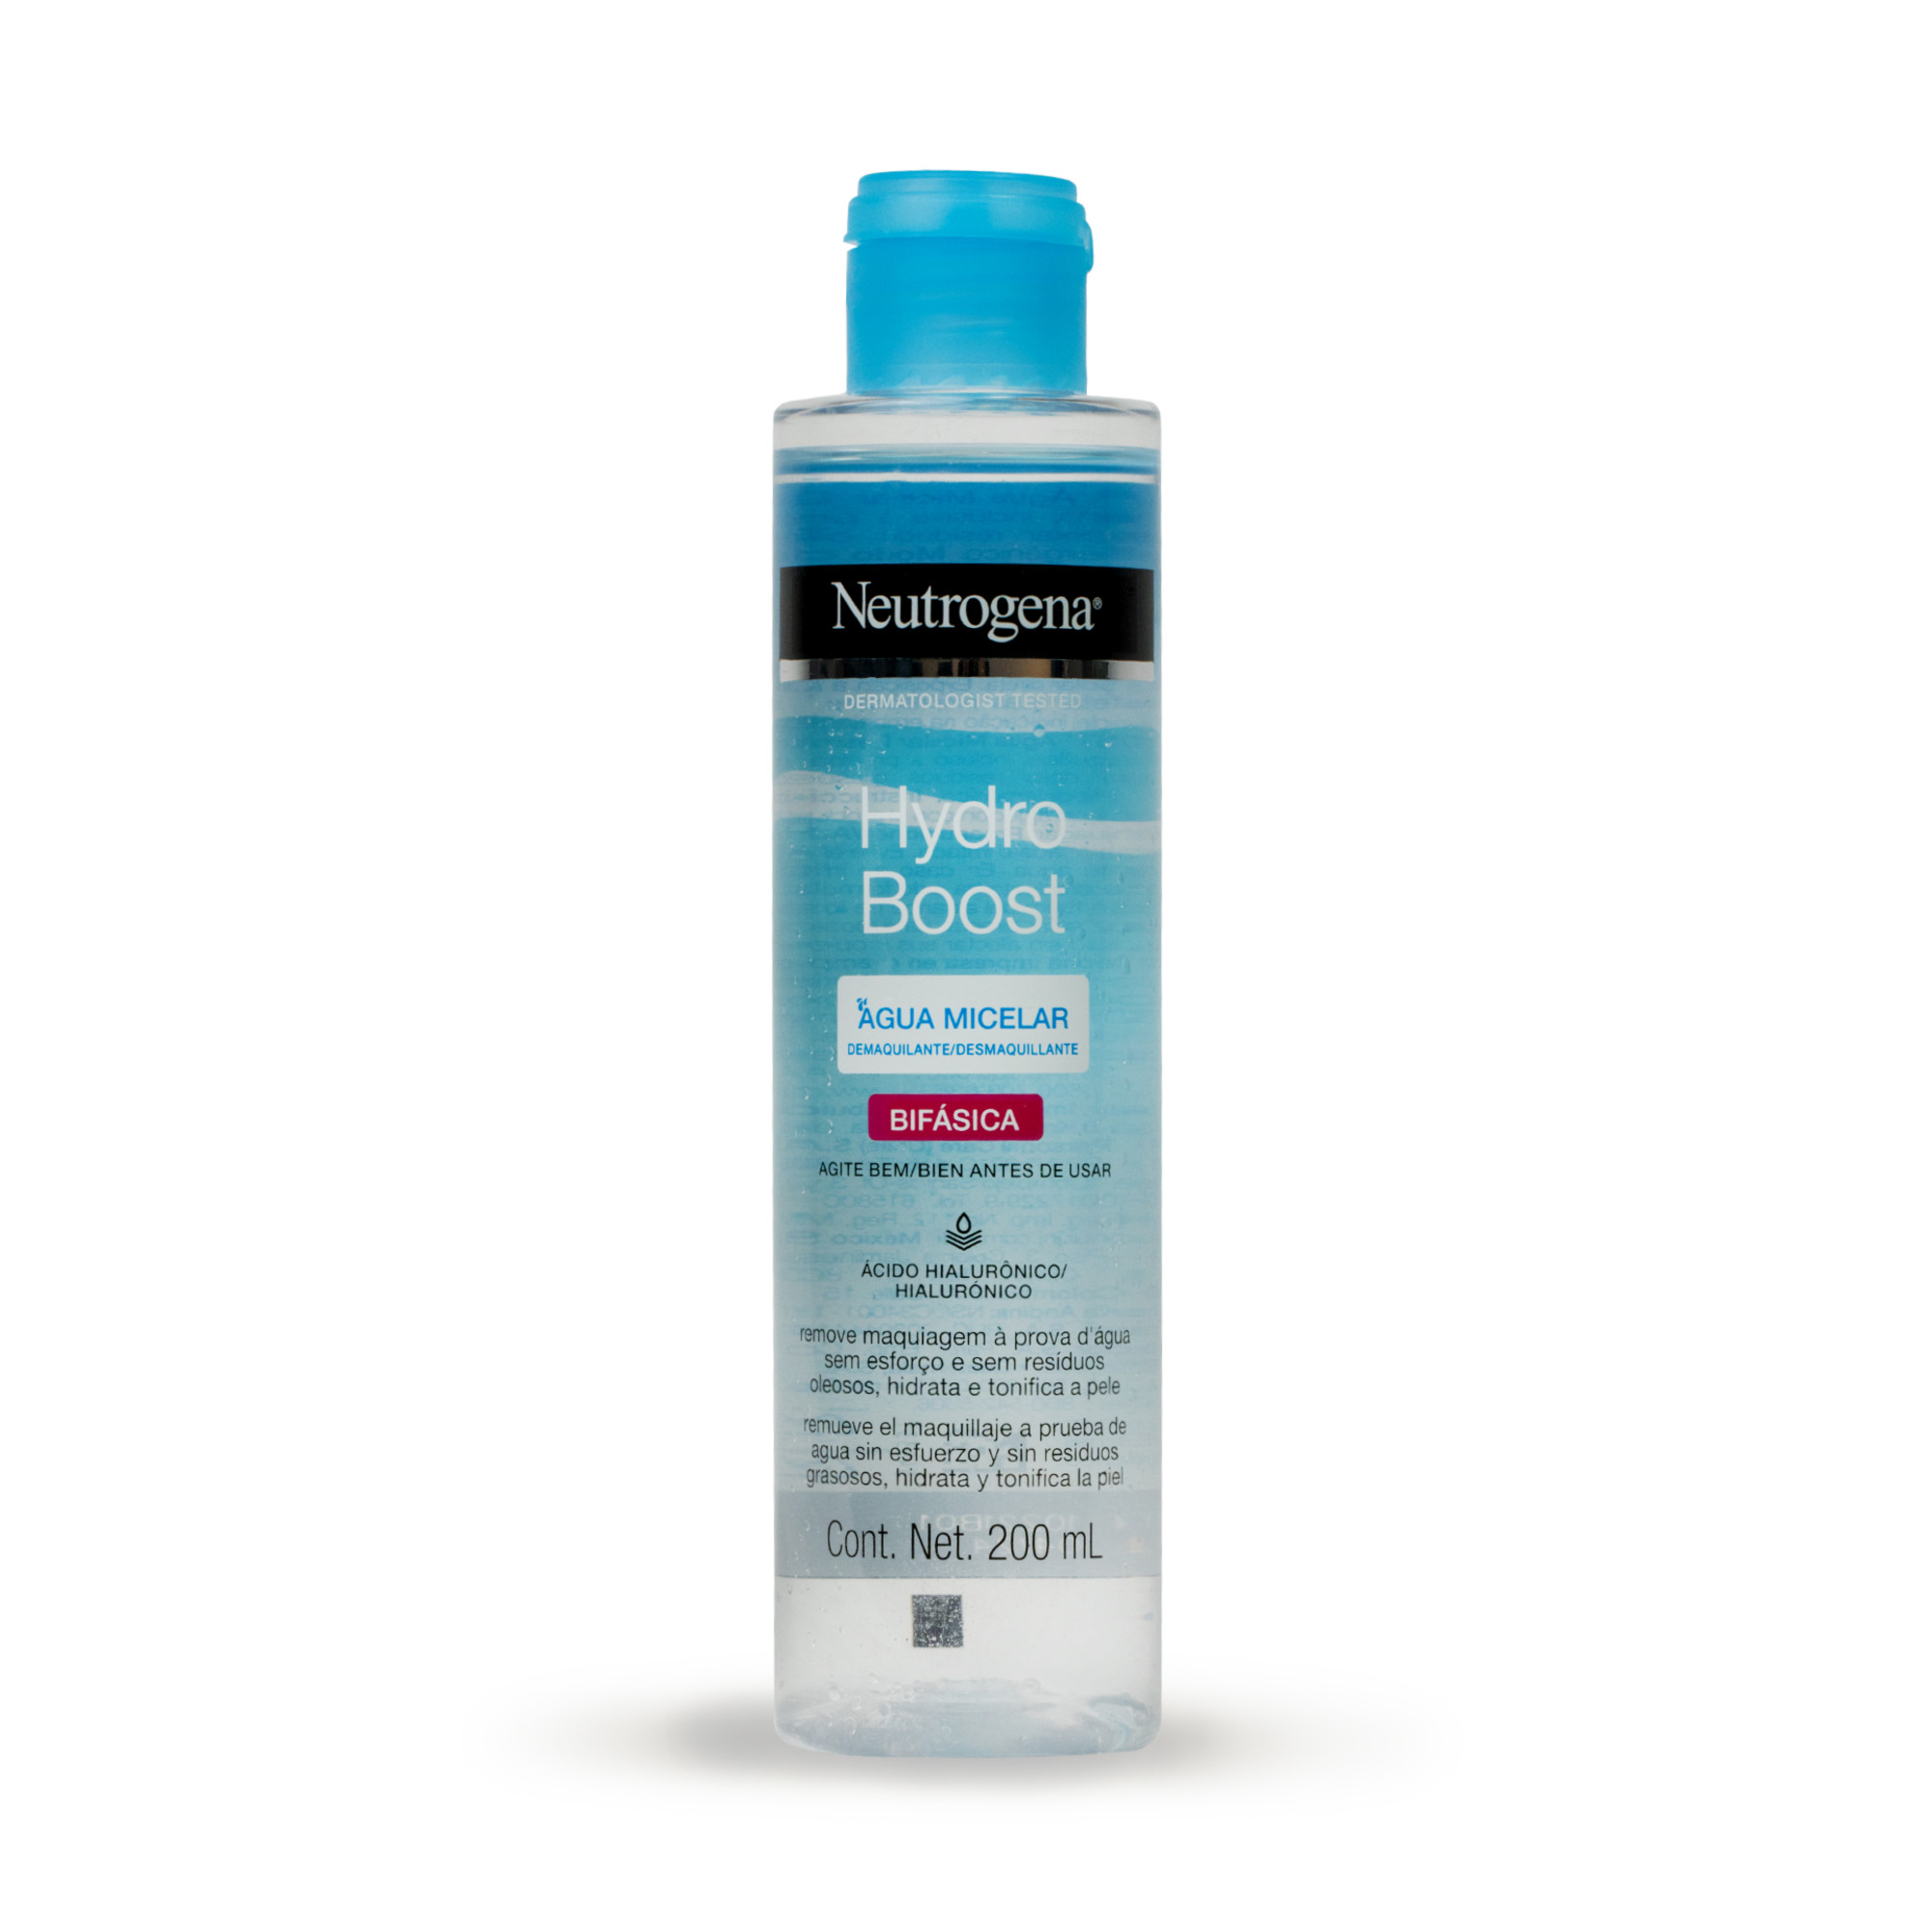 Neutrogena®
DERMATOLOGIST TESTED
Hydro
Boost
ÁGUA MICELAR
DEMAQUILANTE/DESMAQUILLANTE
BIFÁSICA
AGITE BEM/BIEN ANTES DE USAR
ÁCIDO HIALURÔNICO/
HIALURÓNICO
remove maquiagem à prova d'água
sem esforço e sem resíduos
oleosos, hidrata e tonifica a pele
remueve el maquillaje a prueba de
agua sin esfuerzo y sin residuos
grasosos, hidrata y tonifica la piel
Cont. Net. 200 mL